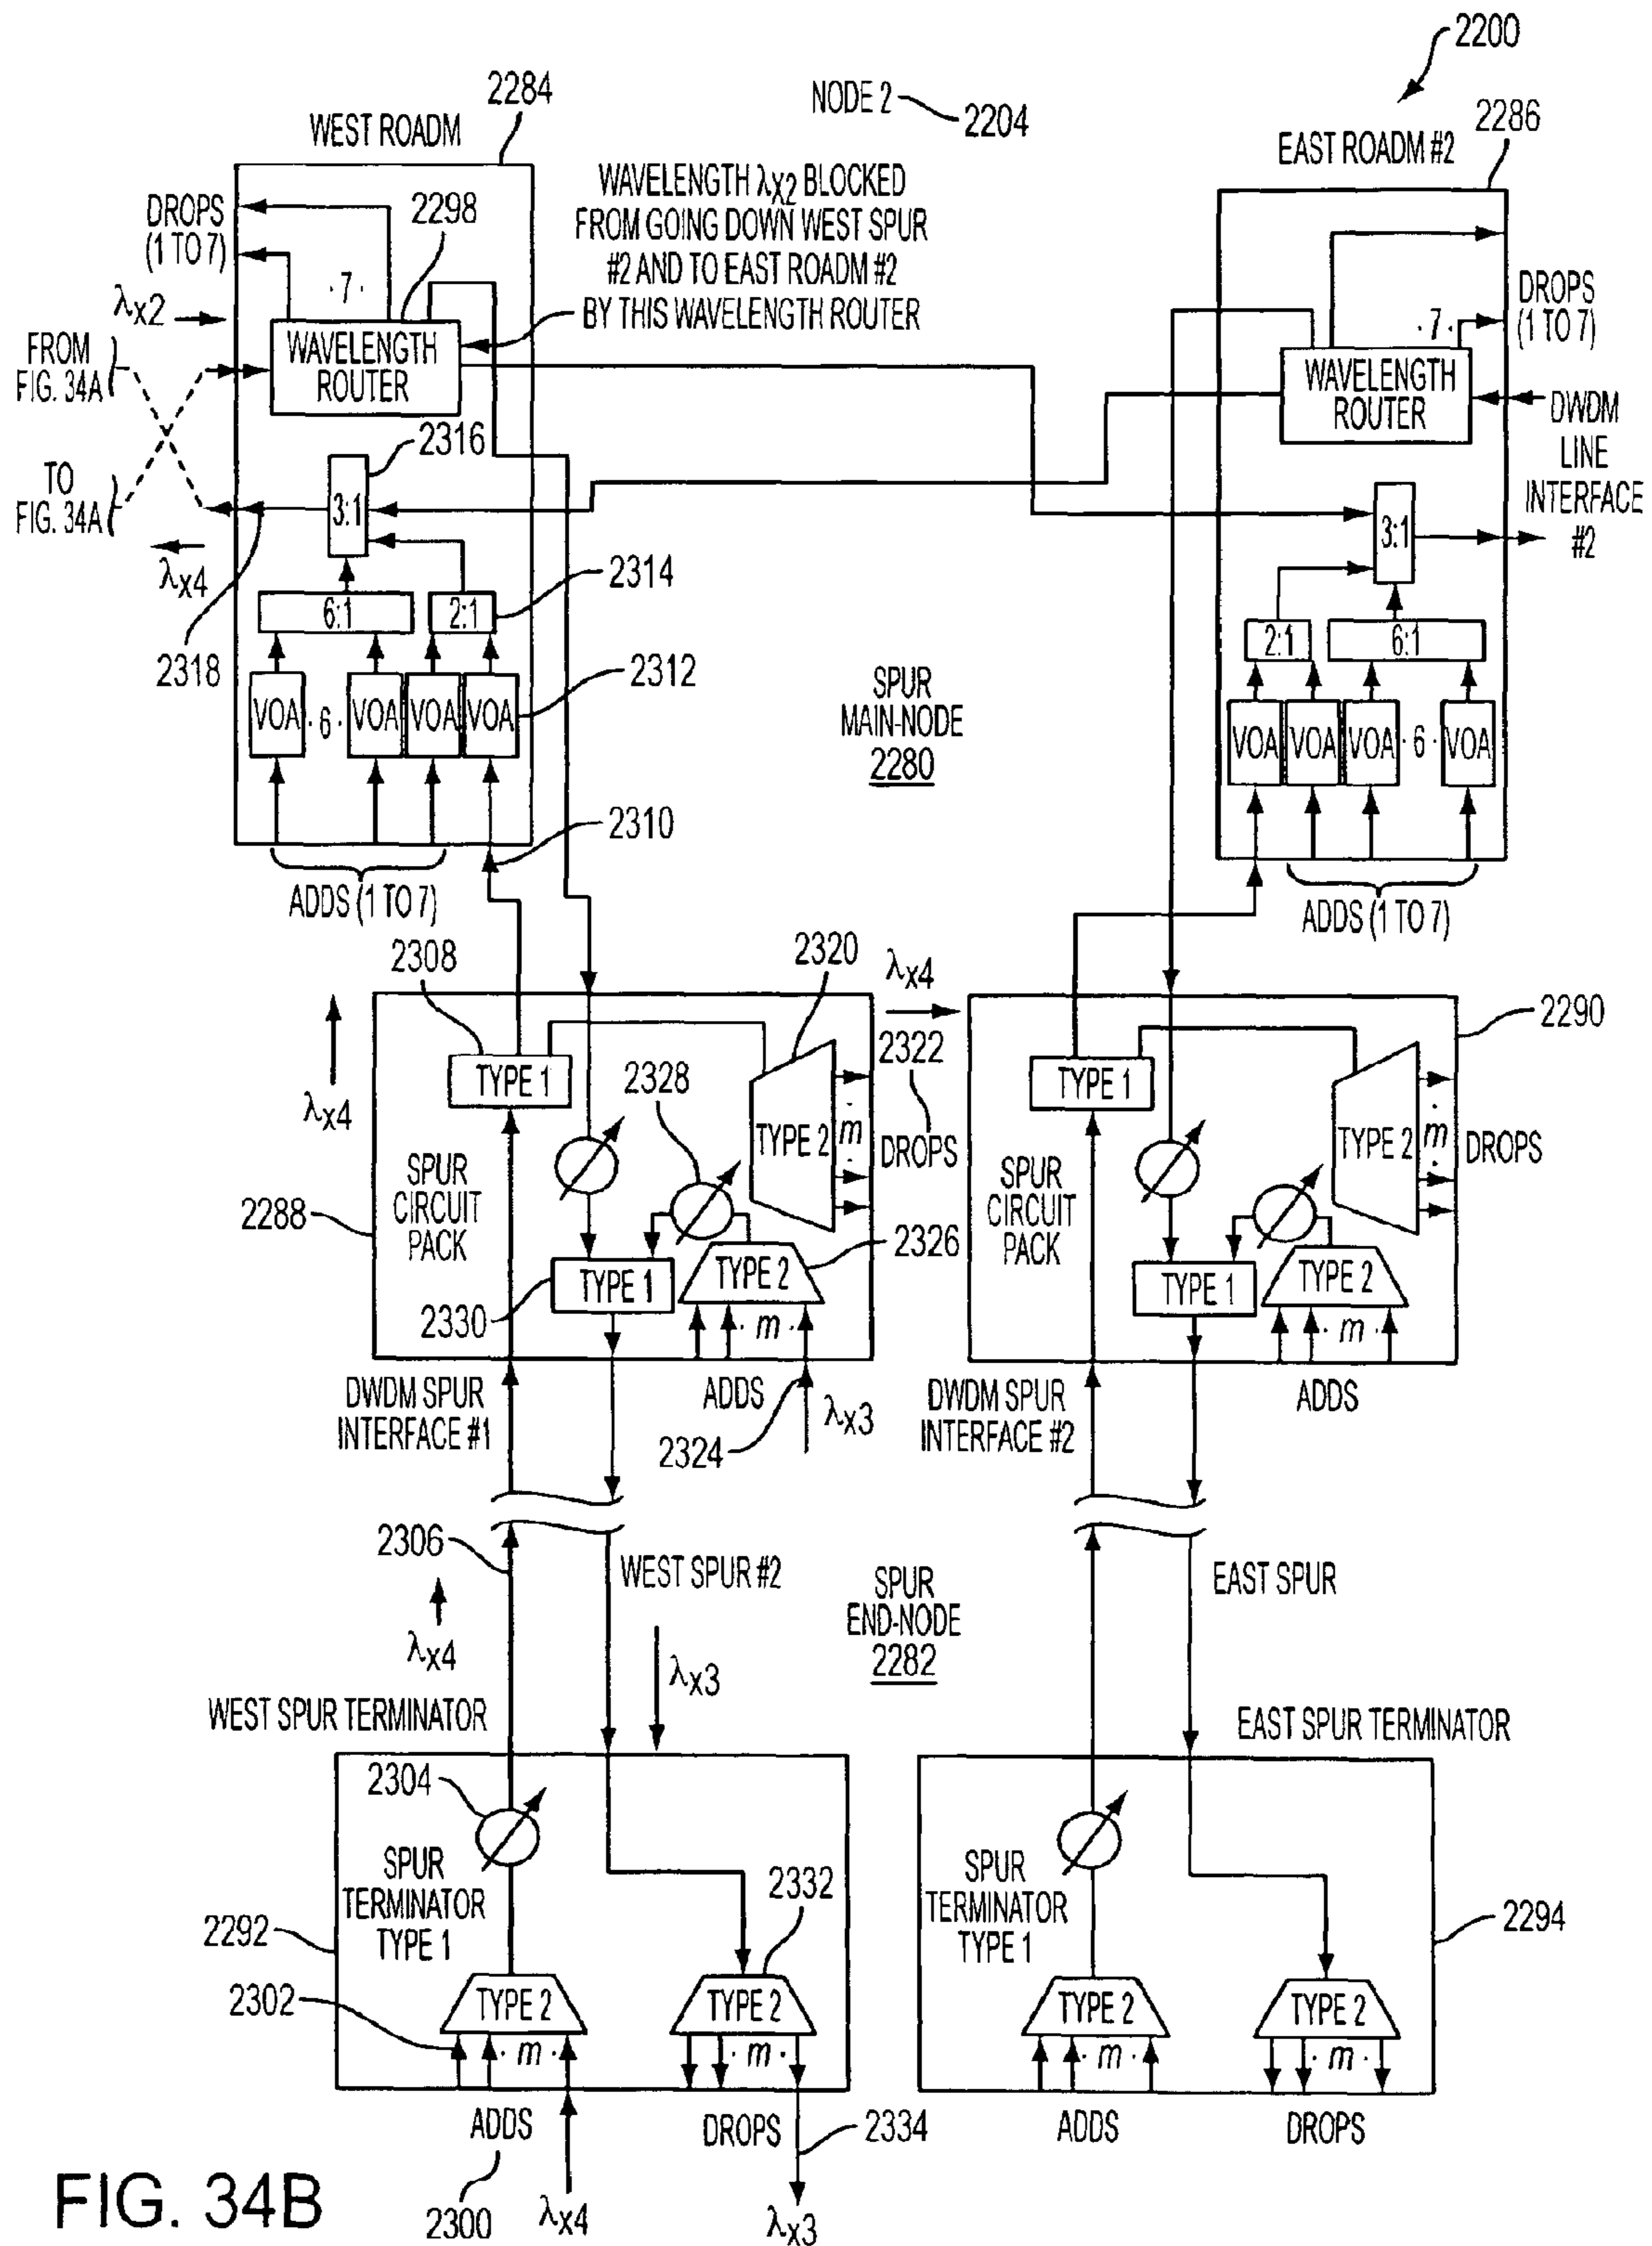 2200
2284
NODE 2
2204
2286
WEST ROADM
EAST ROADM #2
WAVELENGTH λX2 BLOCKED
FROM GOING DOWN WEST SPUR
#2 AND TO EAST ROADM #2
BY THIS WAVELENGTH ROUTER
DROPS
(1 TO 7)
2298
· 7 ·
λX2
FROM
FIG. 34A
WAVELENGTH
ROUTER
TO
FIG. 34A
2316
3:1
λX4
2318
6:1
2:1
2314
VOA
· 6 ·
VOA
VOA
VOA
2312
2310
ADDS (1 TO 7)
SPUR
MAIN-NODE
2280
DROPS
(1 TO 7)
· 7 ·
WAVELENGTH
ROUTER
DWDM
LINE
INTERFACE
#2
3:1
2:1
6:1
VOA
VOA
VOA
· 6 ·
VOA
ADDS (1 TO 7)
2308
2320
λX4
2322
DROPS
2290
λX4
TYPE 1
2328
TYPE 2
· m ·
SPUR
CIRCUIT
PACK
2288
2326
TYPE 1
TYPE 2
2330
· m ·
DWDM SPUR
INTERFACE #1
ADDS
2324
λX3
TYPE 1
TYPE 2
· m ·
DROPS
SPUR
CIRCUIT
PACK
TYPE 1
TYPE 2
· m ·
DWDM SPUR
INTERFACE #2
ADDS
2306
WEST SPUR #2
SPUR
END-NODE
2282
EAST SPUR
λX4
λX3
WEST SPUR TERMINATOR
EAST SPUR TERMINATOR
2304
SPUR
TERMINATOR
TYPE 1
2332
2292
2302
TYPE 2
TYPE 2
· m ·
· m ·
ADDS
DROPS
2334
2300
λX4
λX3
SPUR
TERMINATOR
TYPE 1
2294
TYPE 2
TYPE 2
· m ·
· m ·
ADDS
DROPS
FIG. 34B